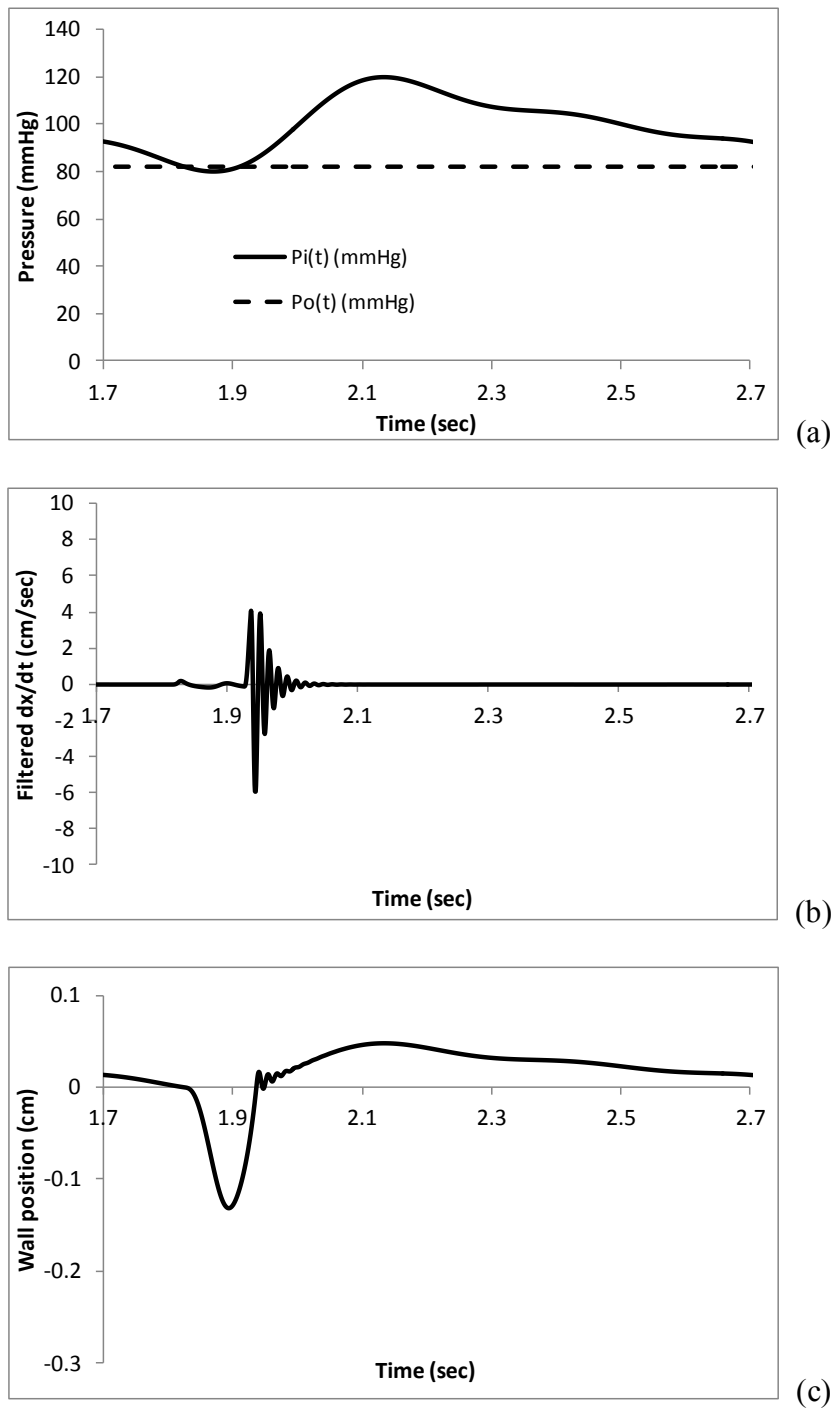 140
120
100
80
60
40
20
0
Pressure (mmHg)
Pi(t) (mmHg)
Po(t) (mmHg)
1.7 1.9 2.1 2.3 2.5 2.7
Time (sec)
(a)
10
8
6
4
2
0
-2
-4
-6
-8
-10
Filtered dx/dt (cm/sec)
1.7 1.9 2.1 2.3 2.5 2.7
Time (sec)
(b)
0.1
0
-0.1
-0.2
-0.3
Wall position (cm)
1.7 1.9 2.1 2.3 2.5 2.7
Time (sec)
(c)